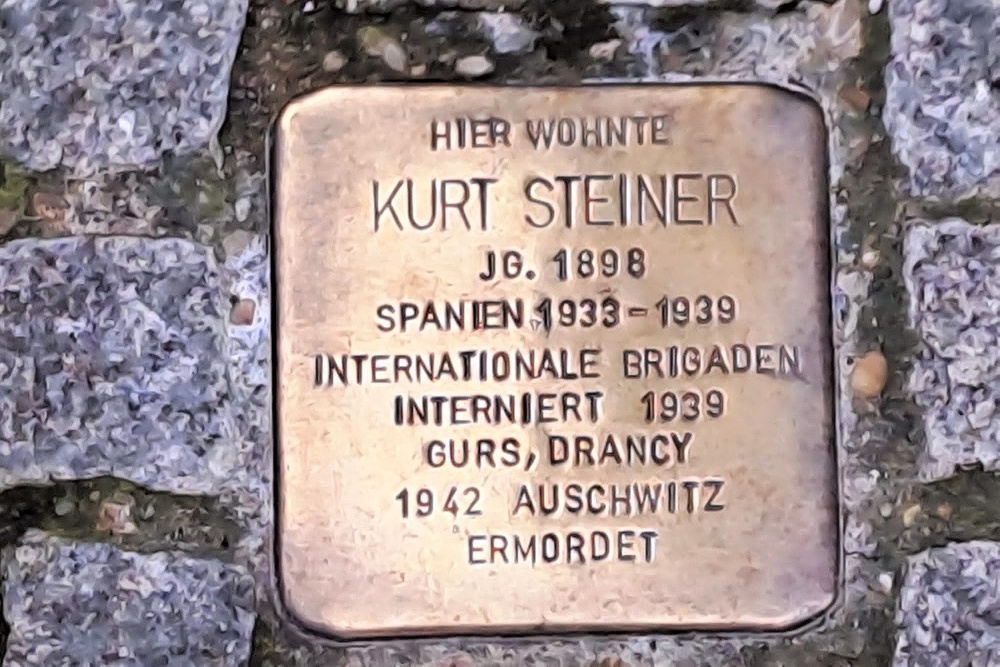 HIER WOHNTE
KURT STEINER
JG. 1898
SPANIEN 1933-1939
INTERNATIONALE BRIGADEN
INTERNIERT 1939
GURS, DRANCY
1942 AUSCHWITZ
ERMORDET